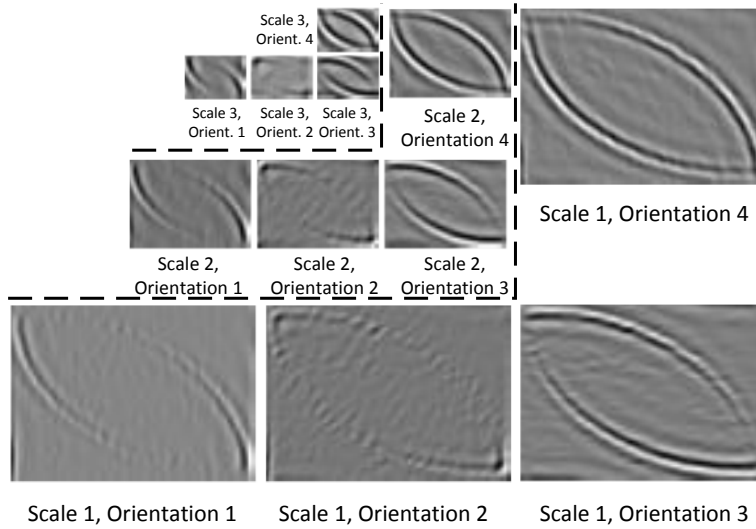 Scale 3,
Orient. 4
Scale 3,
Orient. 1
Scale 3,
Orient. 2
Scale 3,
Orient. 3
Scale 2,
Orientation 4
Scale 1, Orientation 4
Scale 2,
Orientation 1
Scale 2,
Orientation 2
Scale 2,
Orientation 3
Scale 1, Orientation 1
Scale 1, Orientation 2
Scale 1, Orientation 3